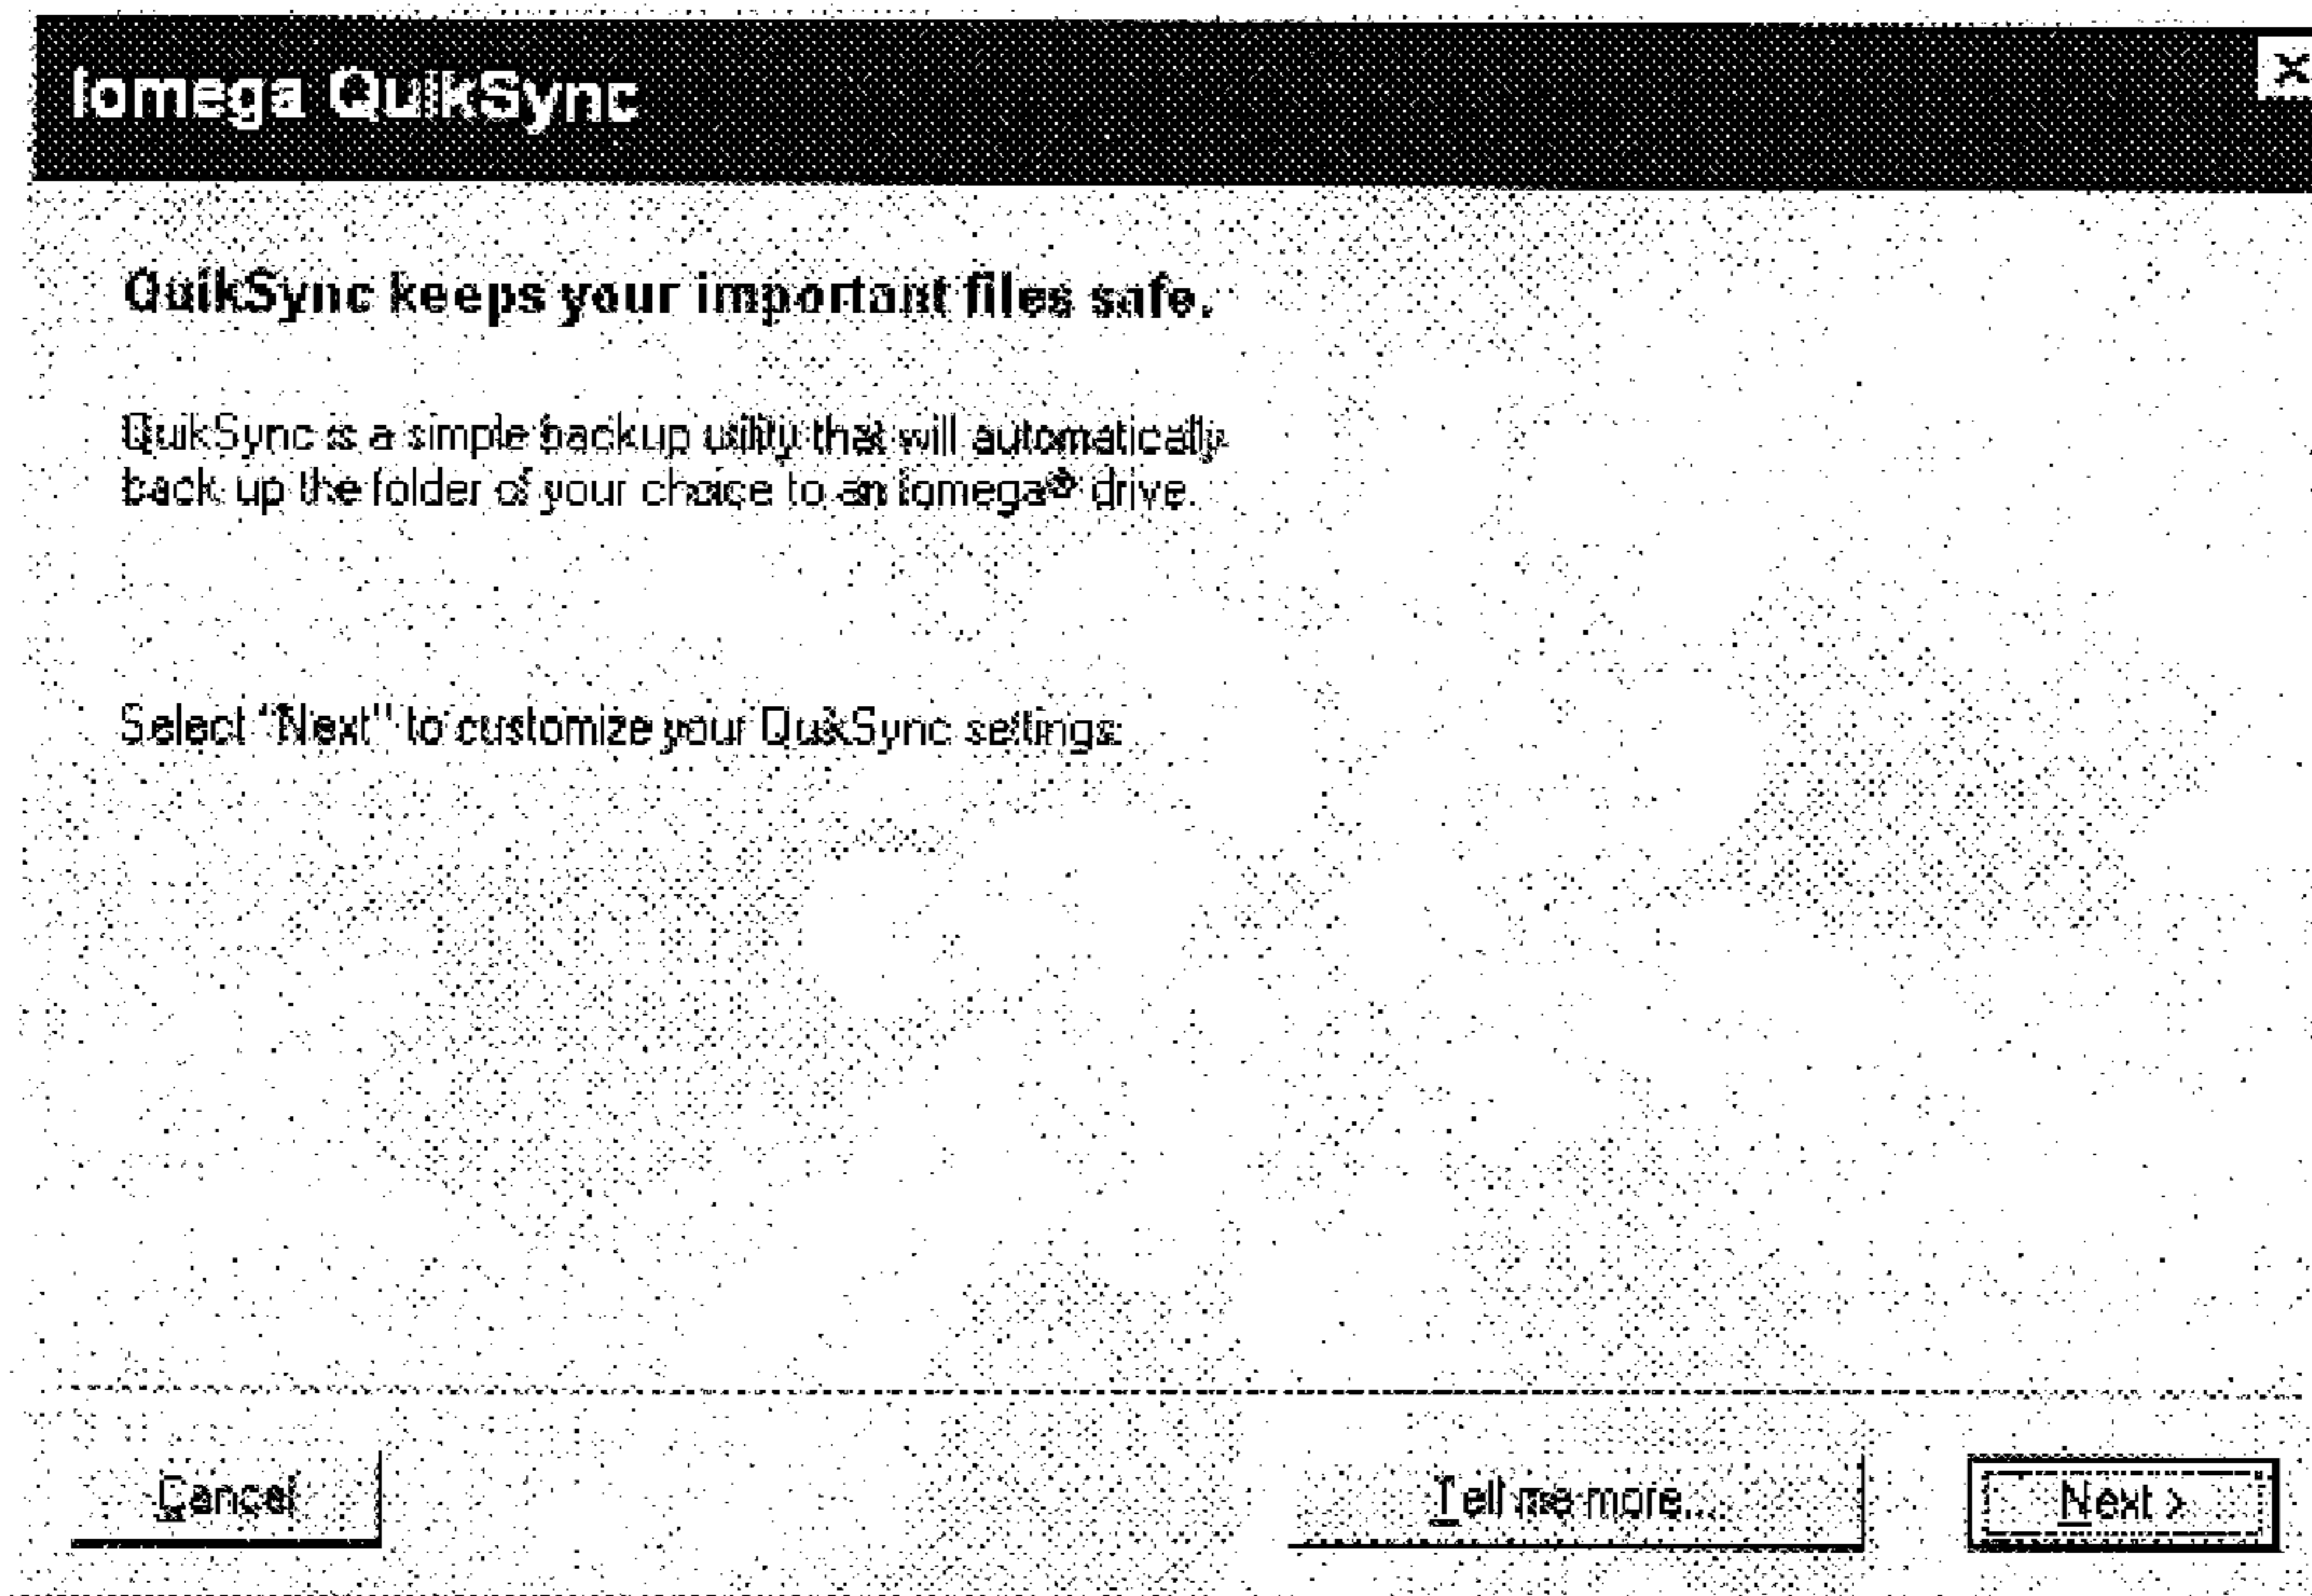 Iomega QuikSync
QuikSync keeps your important files safe.
QuikSync is a simple backup utility that will automatically
back up the folder of your choice to an Iomega® drive.
Select "Next" to customize your QuikSync settings.
Cancel
Tell me more...
Next >